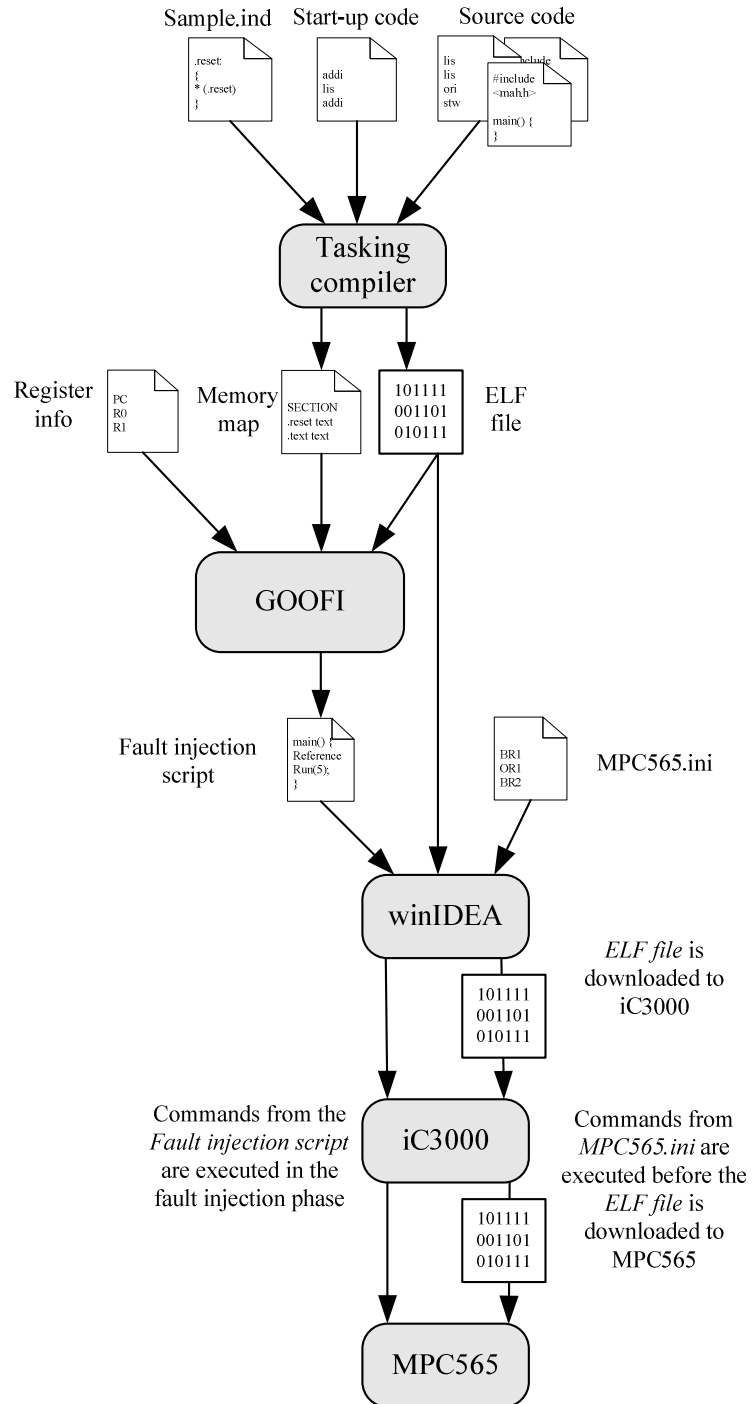 Sample.ind
Start-up code
Source code
.reset:
{
* (.reset)
}
addi
lis
addi
lis
lis
ori
stw
#include
<mah.h>
main() {
}
Tasking
compiler
Register
info
PC
R0
R1
Memory
map
SECTION
.reset text
.text text
101111
001101
010111
ELF
file
GOOFI
Fault injection
script
main() {
Reference
Run(5);
}
BR1
OR1
BR2
MPC565.ini
winIDEA
101111
001101
010111
ELF file is
downloaded to
iC3000
Commands from the
Fault injection script
are executed in the
fault injection phase
iC3000
Commands from
MPC565.ini are
executed before the
ELF file is
downloaded to
MPC565
101111
001101
010111
MPC565